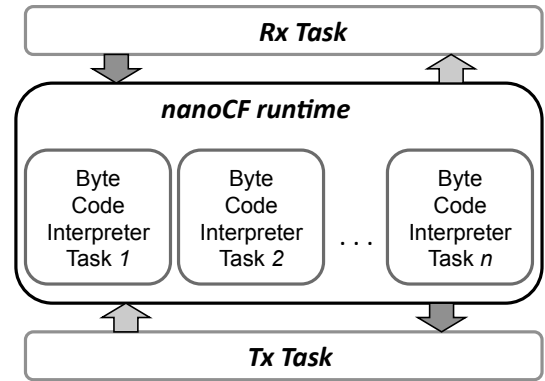 Rx Task
nanoCF runtime
Byte
Code
Interpreter
Task 1
Byte
Code
Interpreter
Task 2
. . .
Byte
Code
Interpreter
Task n
Tx Task